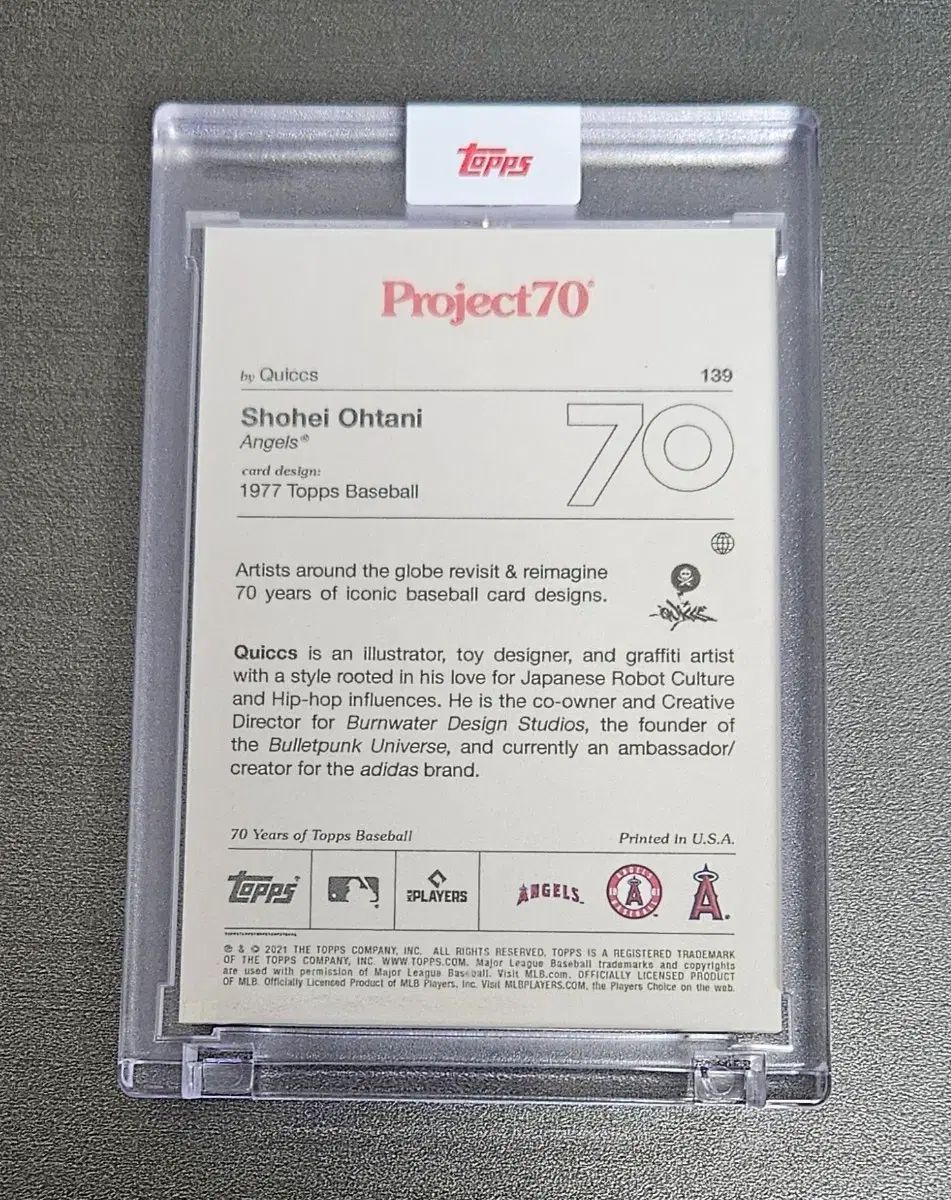 Topps
Project70®
by Quiccs
139
Shohei Ohtani
Angels®
card design:
1977 Topps Baseball
70
Artists around the globe revisit & reimagine
70 years of iconic baseball card designs.
Quiccs is an illustrator, toy designer, and graffiti artist
with a style rooted in his love for Japanese Robot Culture
and Hip-hop influences. He is the co-owner and Creative
Director for Burnwater Design Studios, the founder of
the Bulletpunk Universe, and currently an ambassador/
creator for the adidas brand.
70 Years of Topps Baseball
Printed in U.S.A.
Topps
PLAYERS
ANGELS
ANGELS BASEBALL
A
A
℗ & © 2021 THE TOPPS COMPANY, INC. ALL RIGHTS RESERVED. TOPPS IS A REGISTERED TRADEMARK
OF THE TOPPS COMPANY, INC. WWW.TOPPS.COM. Major League Baseball trademarks and copyrights
are used with permission of Major League Baseball. Visit MLB.com. OFFICIALLY LICENSED PRODUCT
OF MLB. Officially Licensed Product of MLB Players, Inc. Visit MLBPLAYERS.COM, the Players Choice on the web.